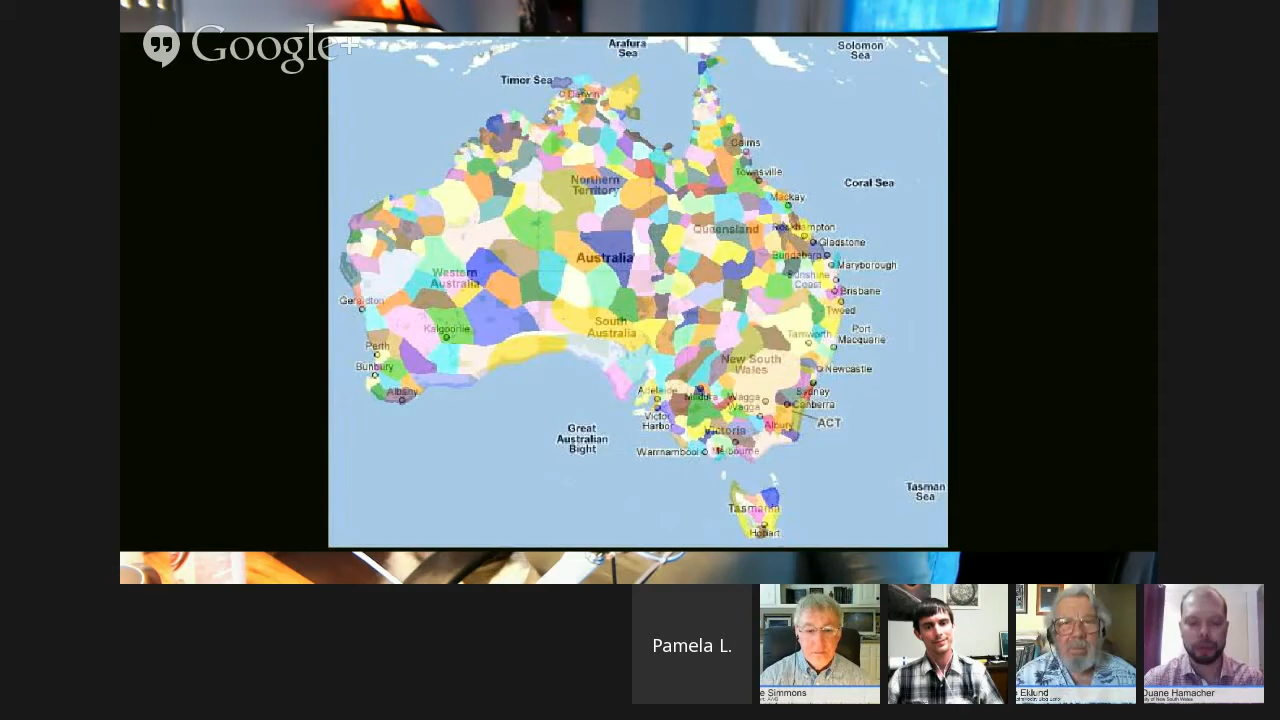 Google+
Arafura
Sea
Solomon
Sea
Timor Sea
Darwin
Cairns
Townsville
Northern
Territory
Coral Sea
Mackay
Rockhampton
Queensland
Gladstone
Australia
Bundaberg
Maryborough
Western
Australia
Sunshine
Coast
Brisbane
Geraldton
Tweed
South
Australia
Kalgoorlie
Port
Macquarie
Tamworth
Perth
New South
Wales
Bunbury
Newcastle
Albany
Adelaide
Mildura
Wagga
Wagga
Sydney
Canberra
Victor
Harbo
ACT
Great
Australian
Bight
Victoria
Albury
Warrnambool
Melbourne
Tasman
Sea
Tasmania
Hobart
Pamela L.
e Simmons
Eklund
Duane Hamacher